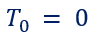 T₀ = 0